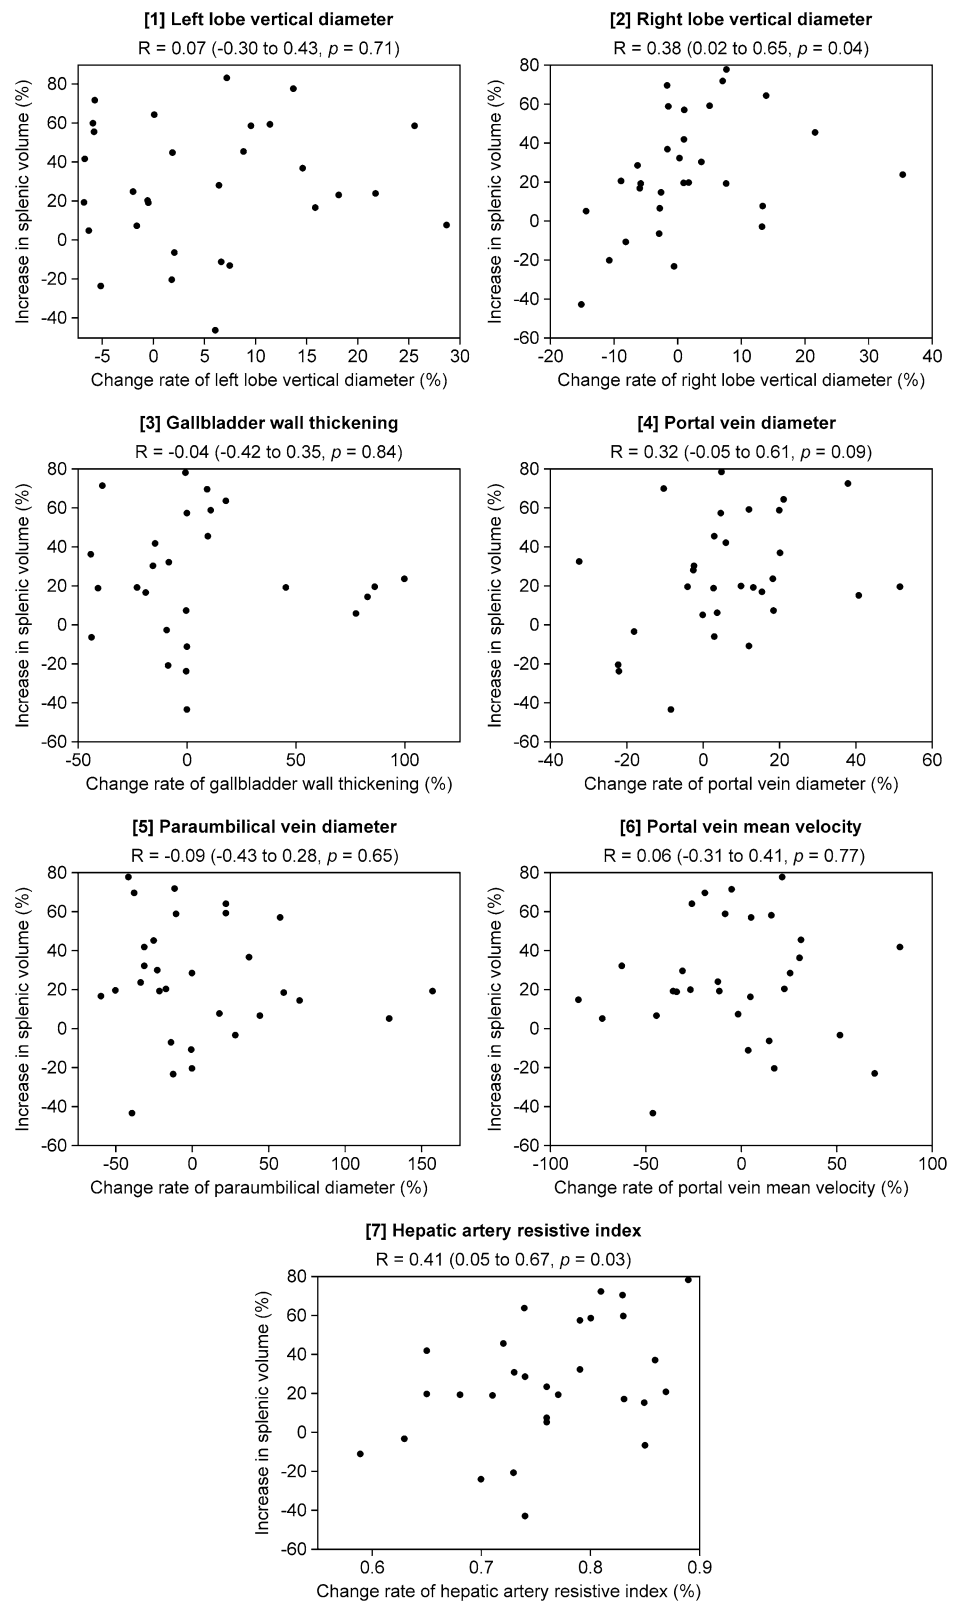 [1] Left lobe vertical diameter
R = 0.07 (-0.30 to 0.43, p = 0.71)
80
60
40
20
0
-20
-40
Increase in splenic volume (%)
-5 0 5 10 15 20 25 30
Change rate of left lobe vertical diameter (%)
[2] Right lobe vertical diameter
R = 0.38 (0.02 to 0.65, p = 0.04)
80
60
40
20
0
-20
-40
-60
Increase in splenic volume (%)
-20 -10 0 10 20 30 40
Change rate of right lobe vertical diameter (%)
[3] Gallbladder wall thickening
R = -0.04 (-0.42 to 0.35, p = 0.84)
80
60
40
20
0
-20
-40
-60
Increase in splenic volume (%)
-50 0 50 100
Change rate of gallbladder wall thickening (%)
[4] Portal vein diameter
R = 0.32 (-0.05 to 0.61, p = 0.09)
80
60
40
20
0
-20
-40
-60
Increase in splenic volume (%)
-40 -20 0 20 40 60
Change rate of portal vein diameter (%)
[5] Paraumbilical vein diameter
R = -0.09 (-0.43 to 0.28, p = 0.65)
80
60
40
20
0
-20
-40
-60
Increase in splenic volume (%)
-50 0 50 100 150
Change rate of paraumbilical diameter (%)
[6] Portal vein mean velocity
R = 0.06 (-0.31 to 0.41, p = 0.77)
80
60
40
20
0
-20
-40
-60
Increase in splenic volume (%)
-100 -50 0 50 100
Change rate of portal vein mean velocity (%)
[7] Hepatic artery resistive index
R = 0.41 (0.05 to 0.67, p = 0.03)
80
60
40
20
0
-20
-40
-60
Increase in splenic volume (%)
0.6 0.7 0.8 0.9
Change rate of hepatic artery resistive index (%)